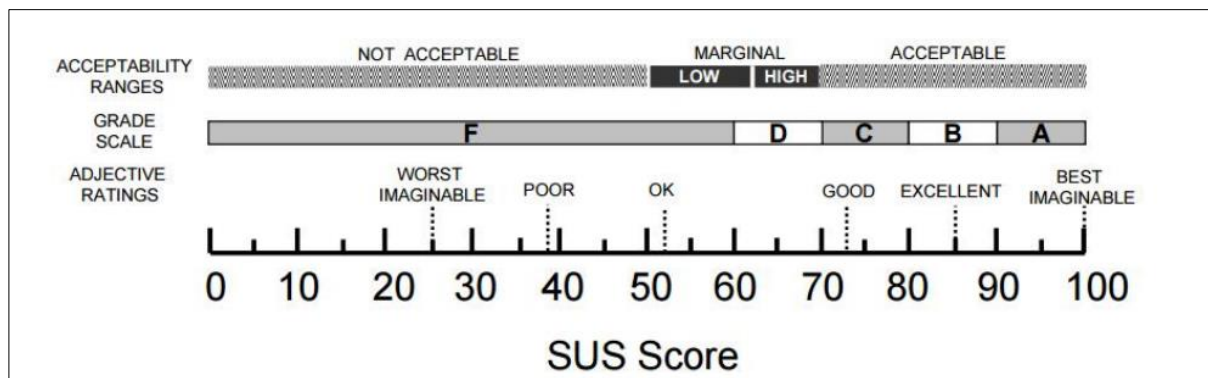 NOT ACCEPTABLE
MARGINAL
ACCEPTABLE
ACCEPTABILITY
RANGES
LOW
HIGH
GRADE
SCALE
F
D
C
B
A
ADJECTIVE
RATINGS
WORST
IMAGINABLE
POOR
OK
GOOD
EXCELLENT
BEST
IMAGINABLE
0 10 20 30 40 50 60 70 80 90 100
SUS Score